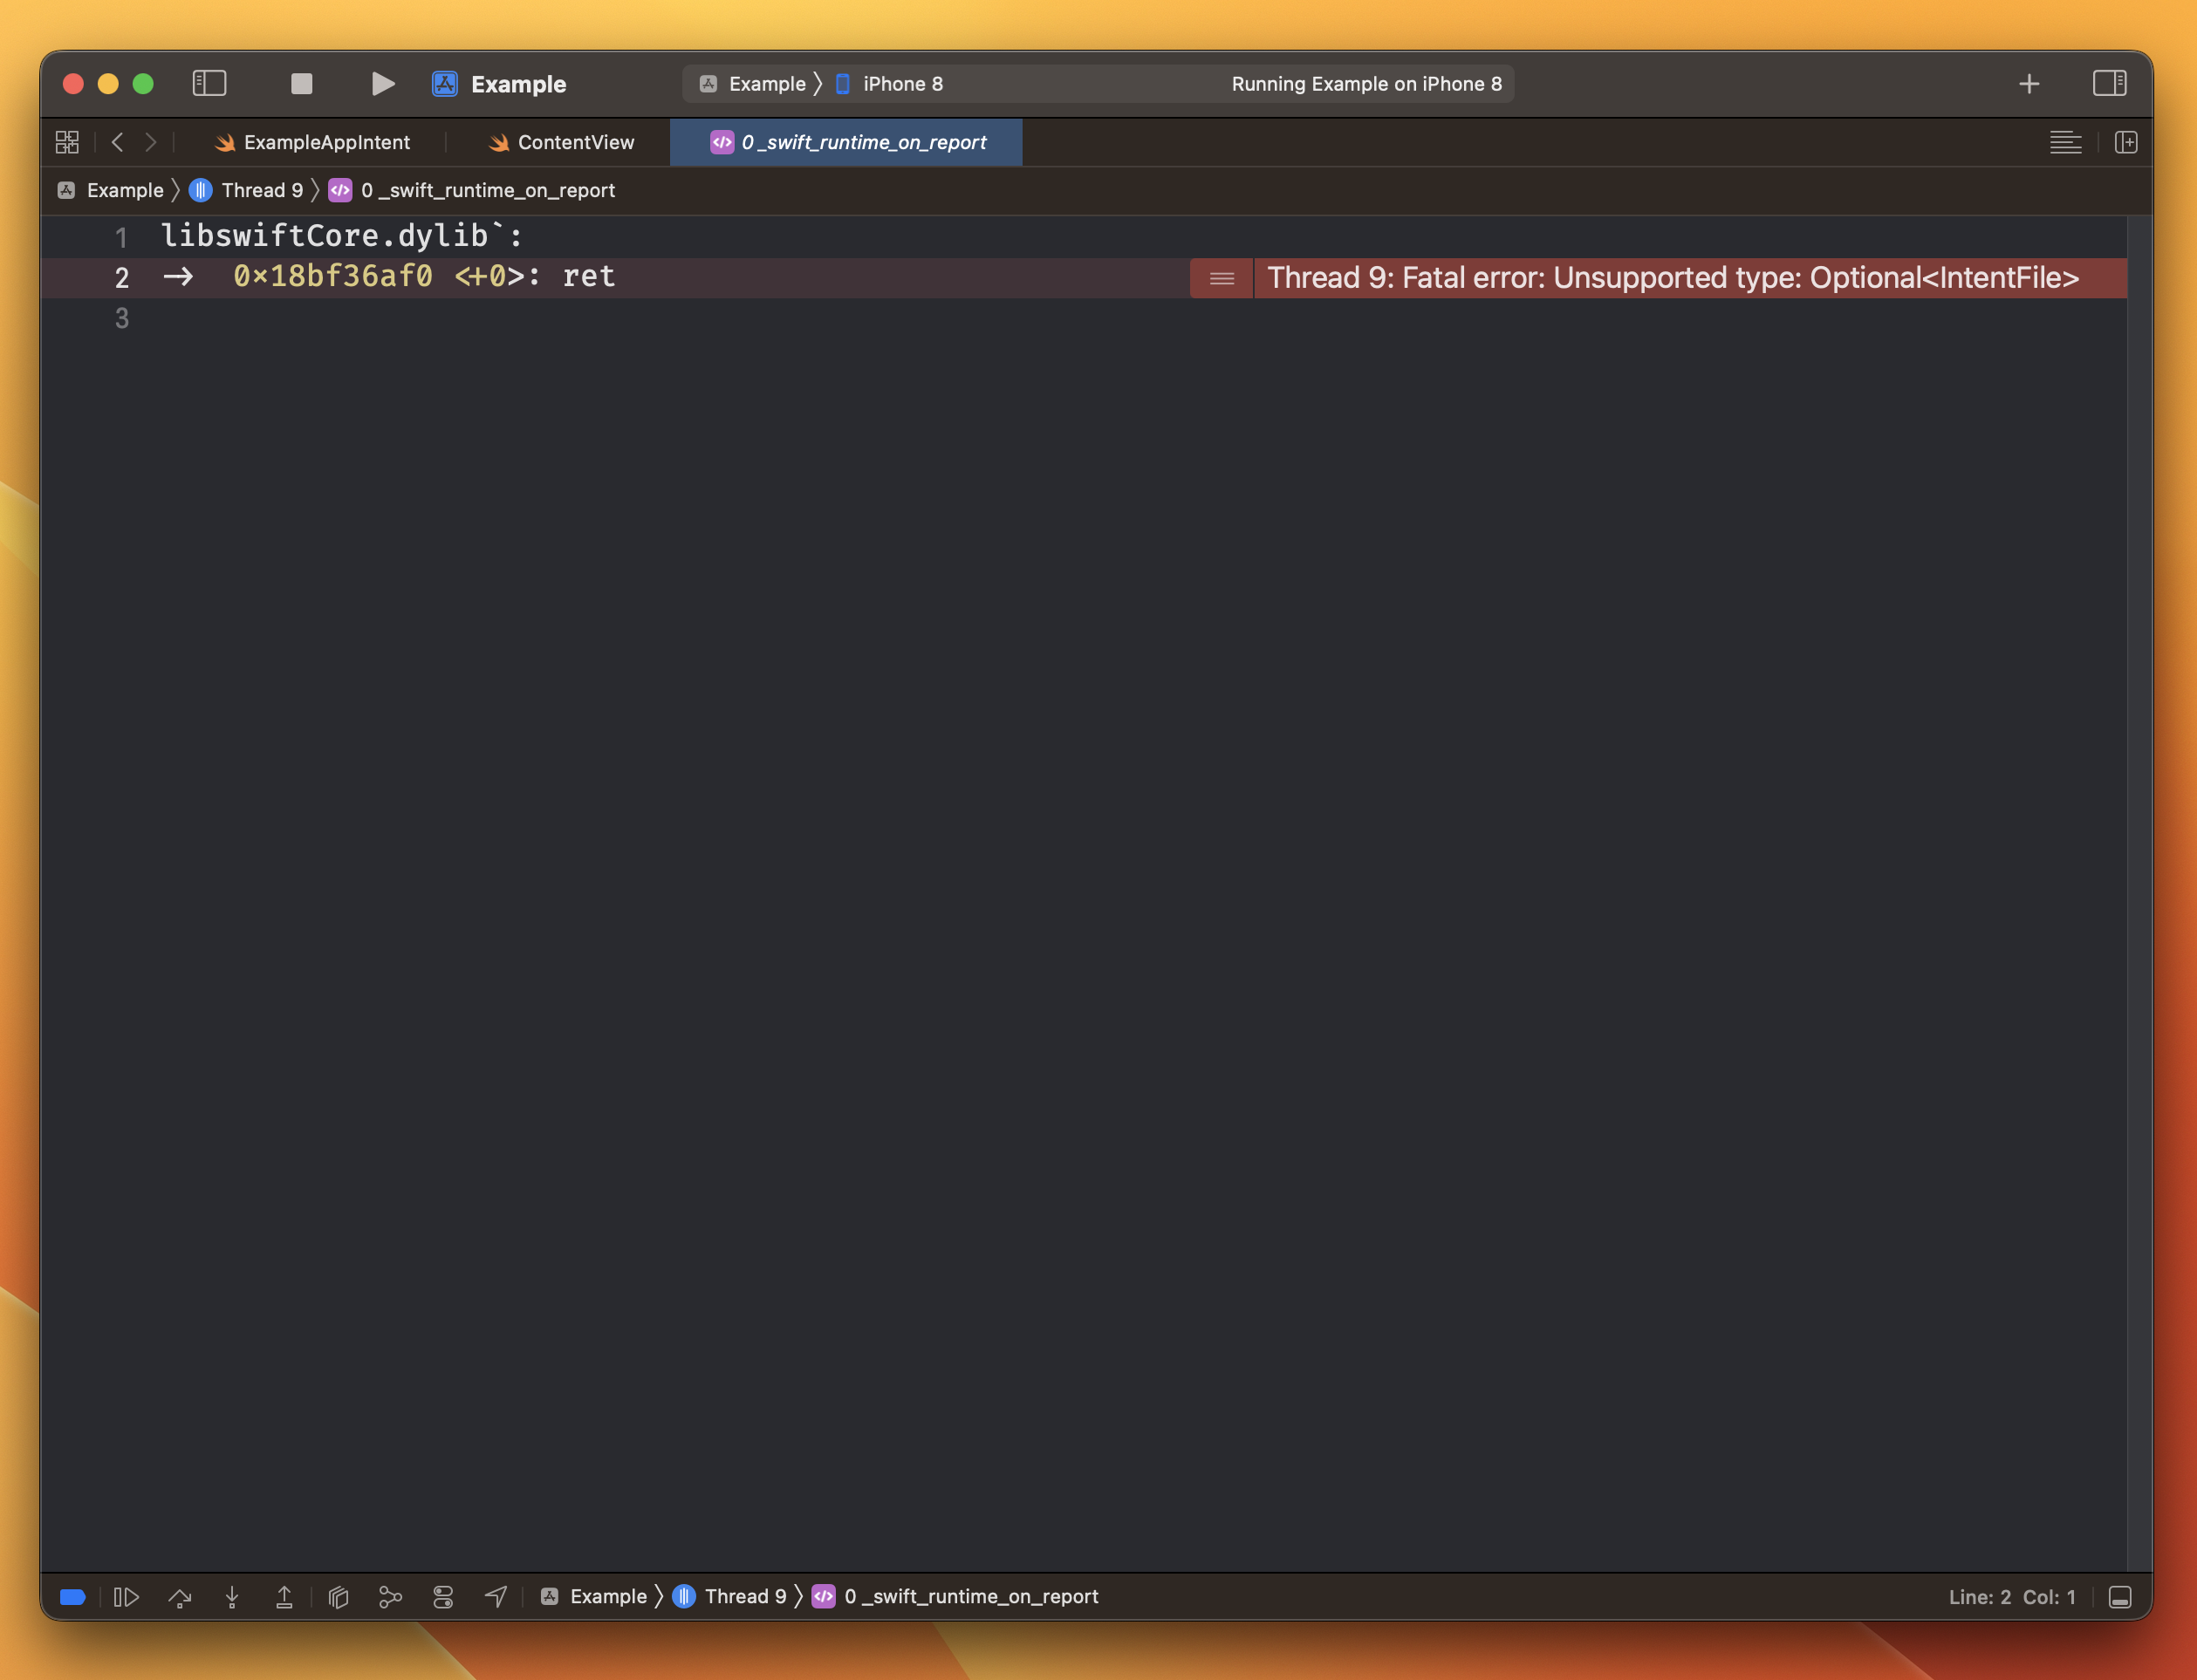 Example
Example 〉 iPhone 8
Running Example on iPhone 8
ExampleAppIntent
ContentView
0 _swift_runtime_on_report
Example 〉 Thread 9 〉 0 _swift_runtime_on_report
1 libswiftCore.dylib`:
2 -> 0x18bf36af0 <+0>: ret
Thread 9: Fatal error: Unsupported type: Optional<IntentFile>
3
Example 〉 Thread 9 〉 0 _swift_runtime_on_report
Line: 2 Col: 1